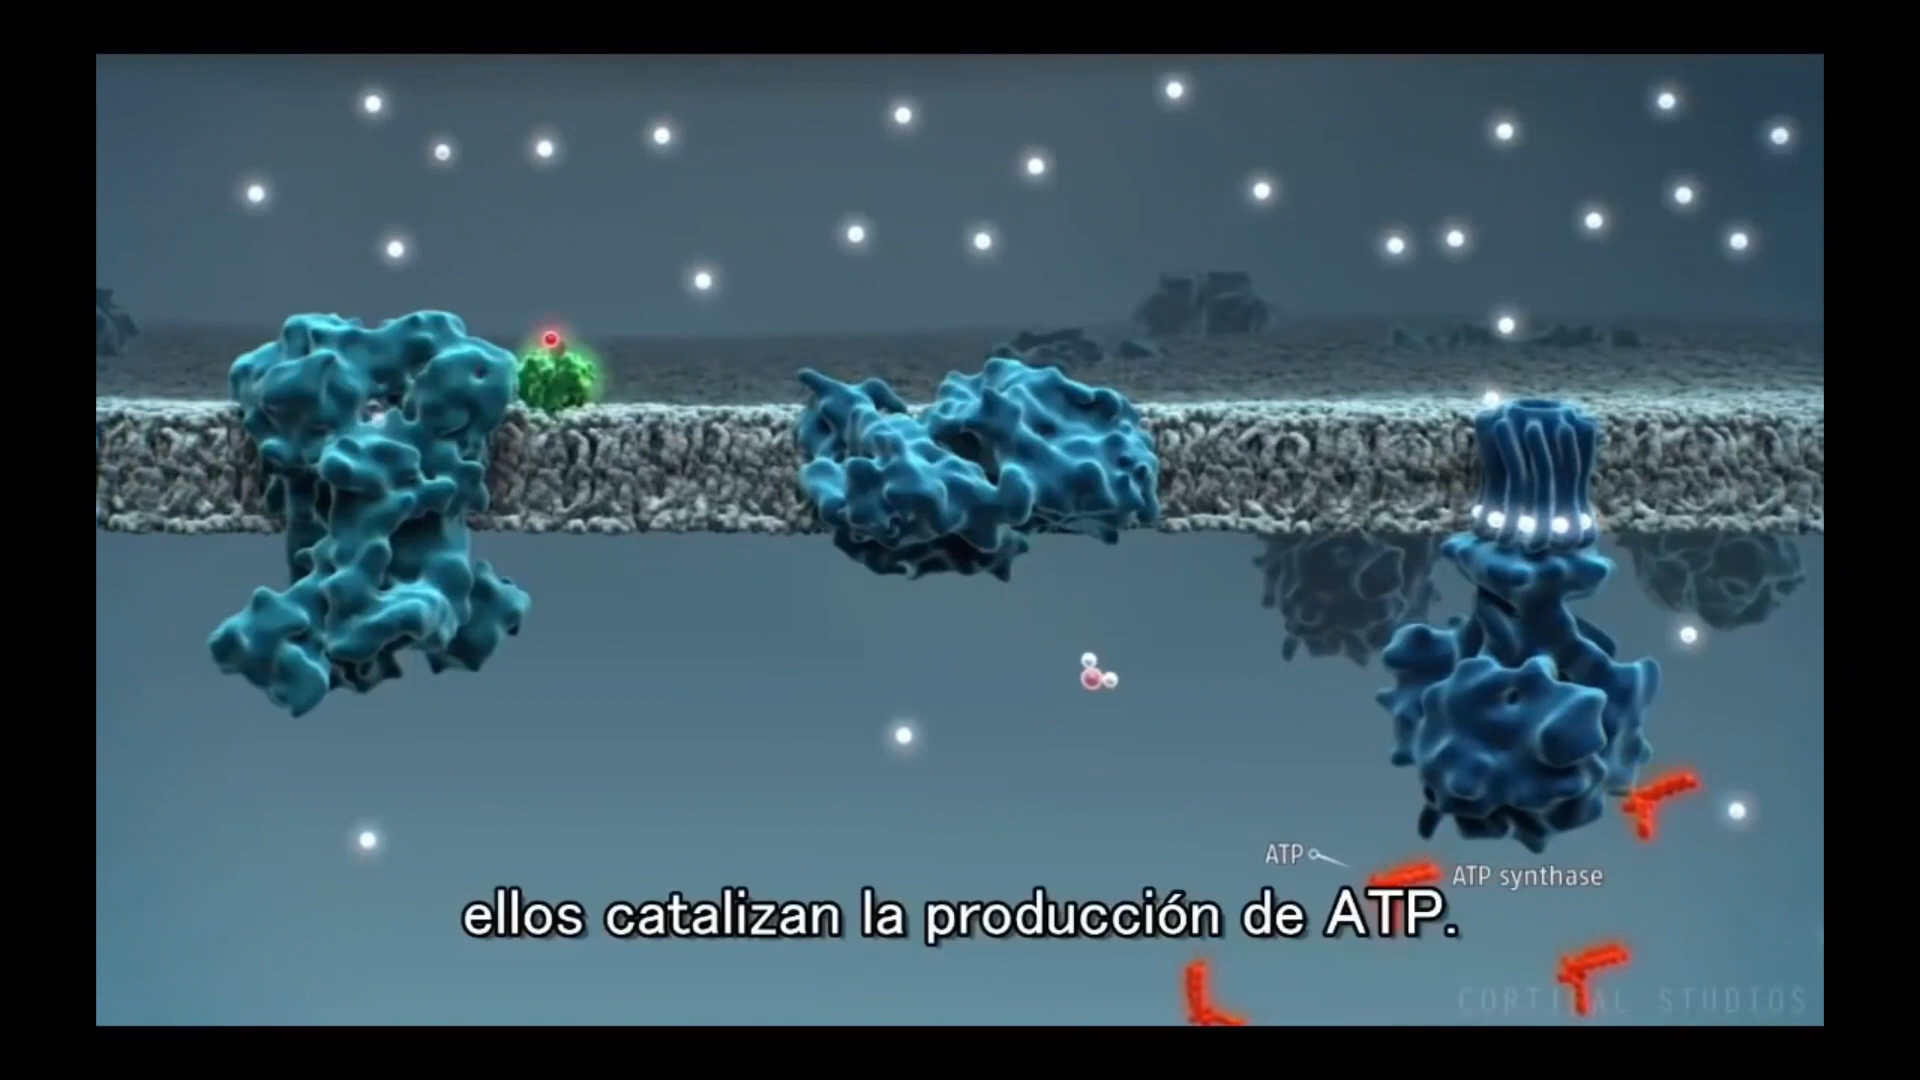 ATP
ATP synthase
ellos catalizan la producción de ATP.
CORTICAL STUDIOS